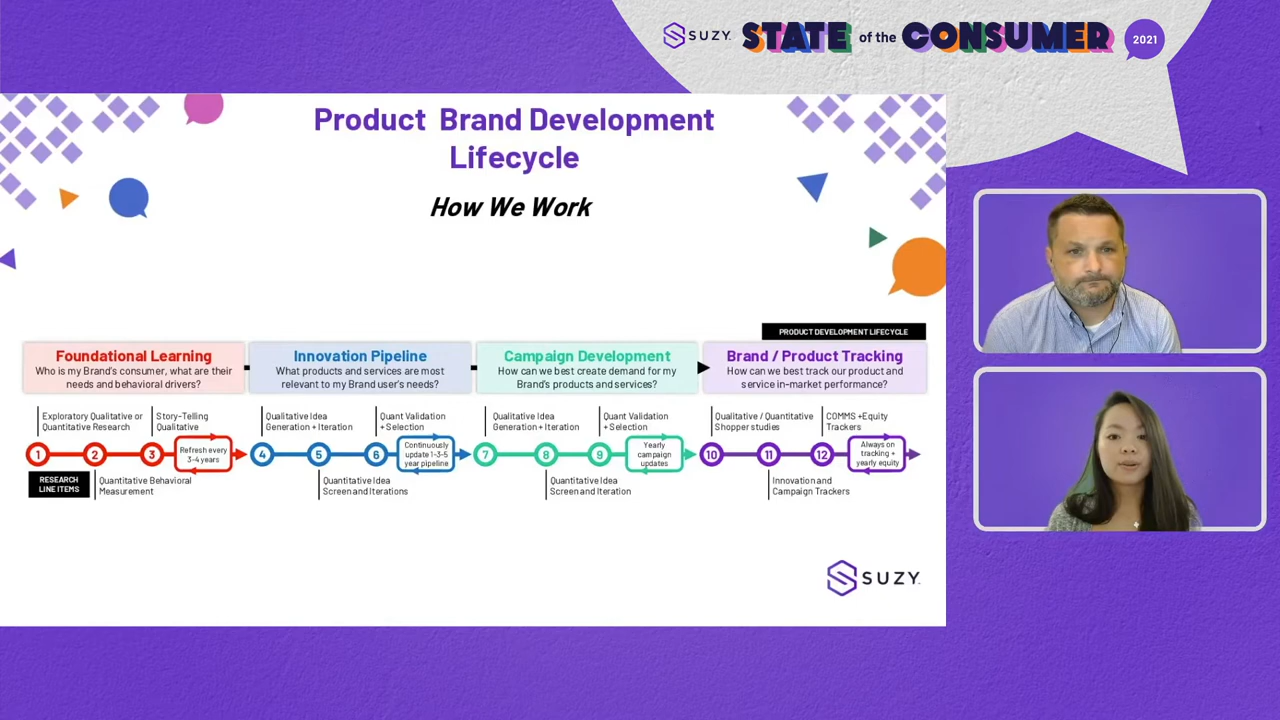 SUZY STATE of the CONSUMER 2021
Product Brand Development
Lifecycle
How We Work
PRODUCT DEVELOPMENT LIFECYCLE
Foundational Learning
Who is my Brand's consumer, what are their
needs and behavioral drivers?
Innovation Pipeline
What products and services are most
relevant to my Brand user's needs?
Campaign Development
How can we best create demand for my
Brand's products and services?
Brand / Product Tracking
How can we best track our product and
service in-market performance?
Exploratory Qualitative or
Quantitative Research
Story-Telling
Qualitative
Qualitative Idea
Generation + Iteration
Quant Validation
+ Selection
Qualitative Idea
Generation + Iteration
Quant Validation
+ Selection
Qualitative / Quantitative
Shopper studies
COMMS +Equity
Trackers
1
2
3
Refresh every
3-4 years
4
5
6
Continuously
update 1-3-5
year pipeline
7
8
9
Yearly
campaign
updates
10
11
12
Always on
tracking +
yearly equity
RESEARCH
LINE ITEMS
Quantitative Behavioral
Measurement
Quantitative Idea
Screen and Iterations
Quantitative Idea
Screen and Iteration
Innovation and
Campaign Trackers
SUZY